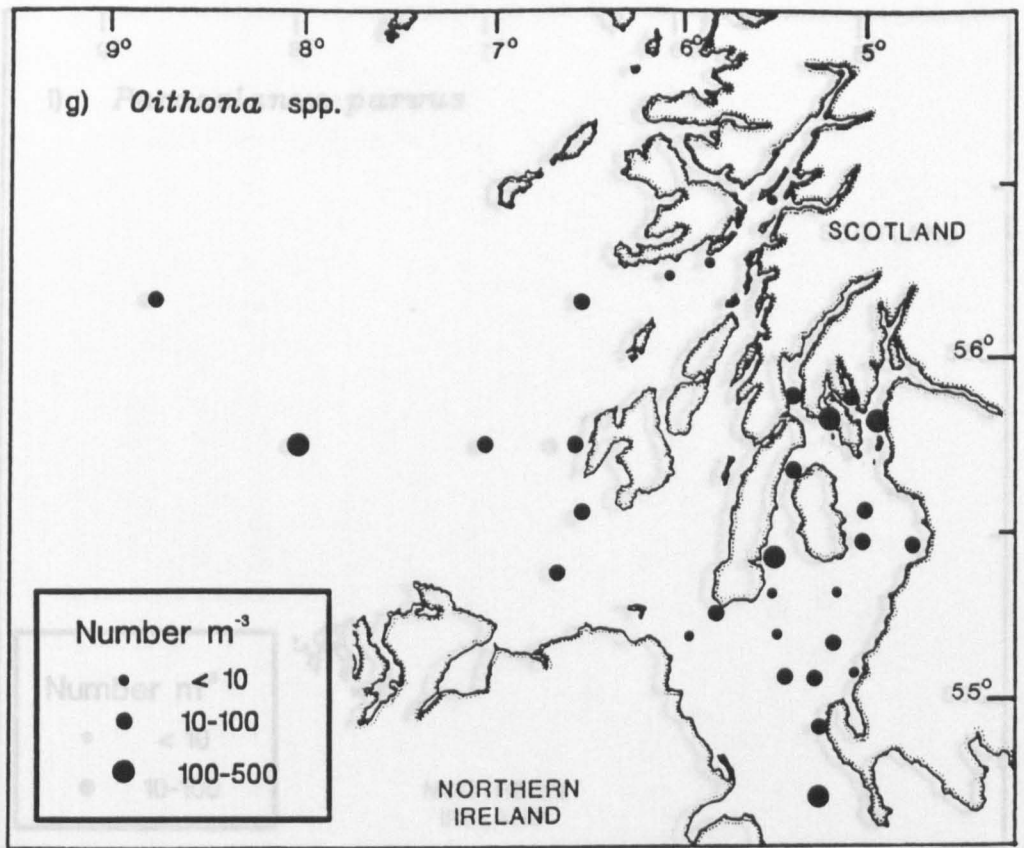 9° 8° 7° 6° 5°
g) Oithona spp.
SCOTLAND
56°
Number m⁻³
< 10
10-100
100-500
55°
NORTHERN
IRELAND